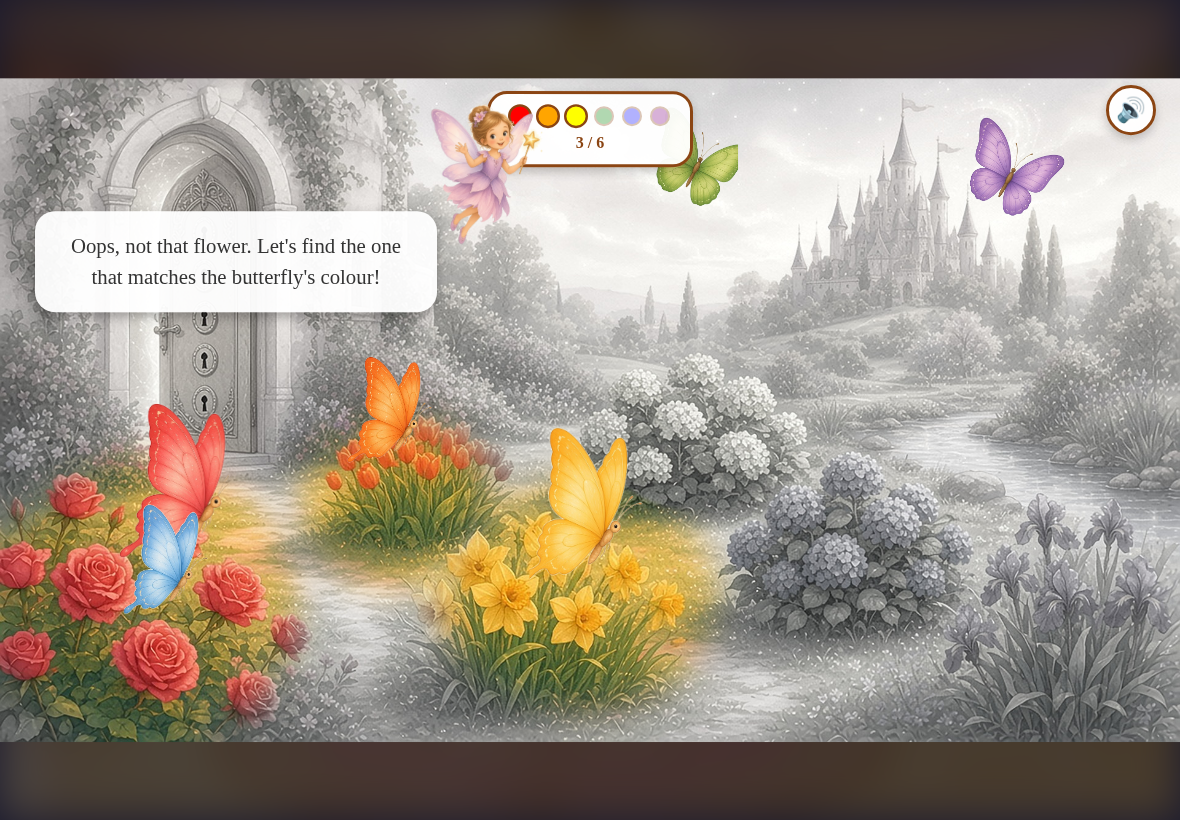 3 / 6
Oops, not that flower. Let's find the one
that matches the butterfly's colour!